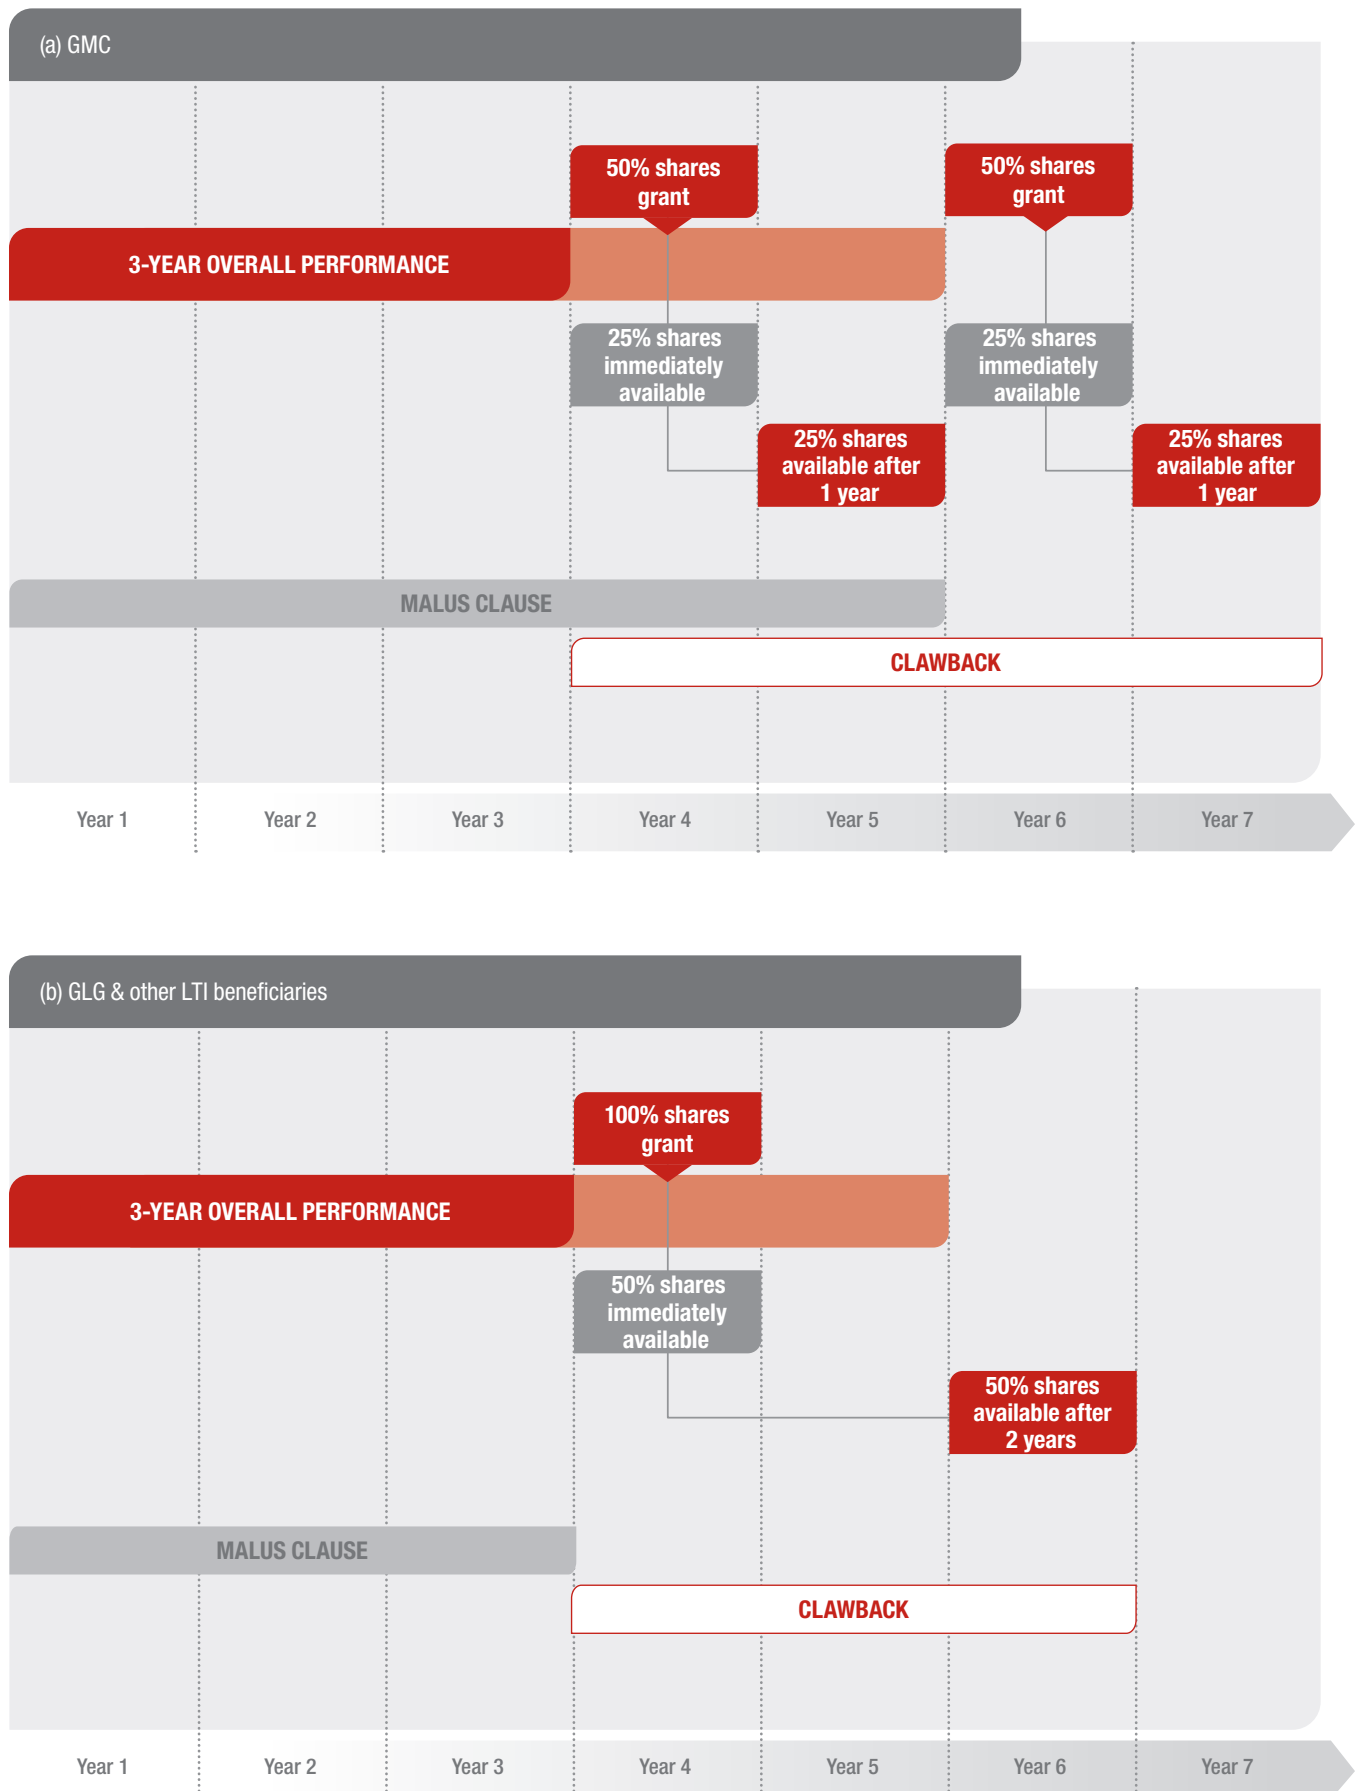 (a) GMC
50% shares
grant
50% shares
grant
3-YEAR OVERALL PERFORMANCE
25% shares
immediately
available
25% shares
immediately
available
25% shares
available after
1 year
25% shares
available after
1 year
MALUS CLAUSE
CLAWBACK
Year 1
Year 2
Year 3
Year 4
Year 5
Year 6
Year 7
(b) GLG & other LTI beneficiaries
100% shares
grant
3-YEAR OVERALL PERFORMANCE
50% shares
immediately
available
50% shares
available after
2 years
MALUS CLAUSE
CLAWBACK
Year 1
Year 2
Year 3
Year 4
Year 5
Year 6
Year 7